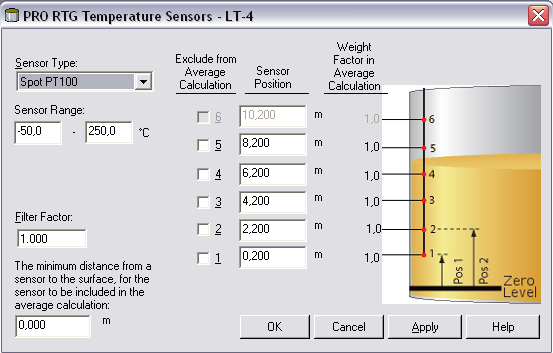 PRO RTG Temperature Sensors - LT-4
Sensor Type:
Spot PT100
Sensor Range:
-50,0 - 250,0 °C
Filter Factor:
1.000
The minimum distance from a
sensor to the surface, for the
sensor to be included in the
average calculation:
0,000 m
Exclude from
Average
Calculation
Sensor
Position
Weight
Factor in
Average
Calculation
6 10,200 m 1,0 6
5 8,200 m 1,0 5
4 6,200 m 1,0 4
3 4,200 m 1,0 3
2 2,200 m 1,0 2
1 0,200 m 1,0 1
Pos 1
Pos 2
Zero
Level
OK Cancel Apply Help